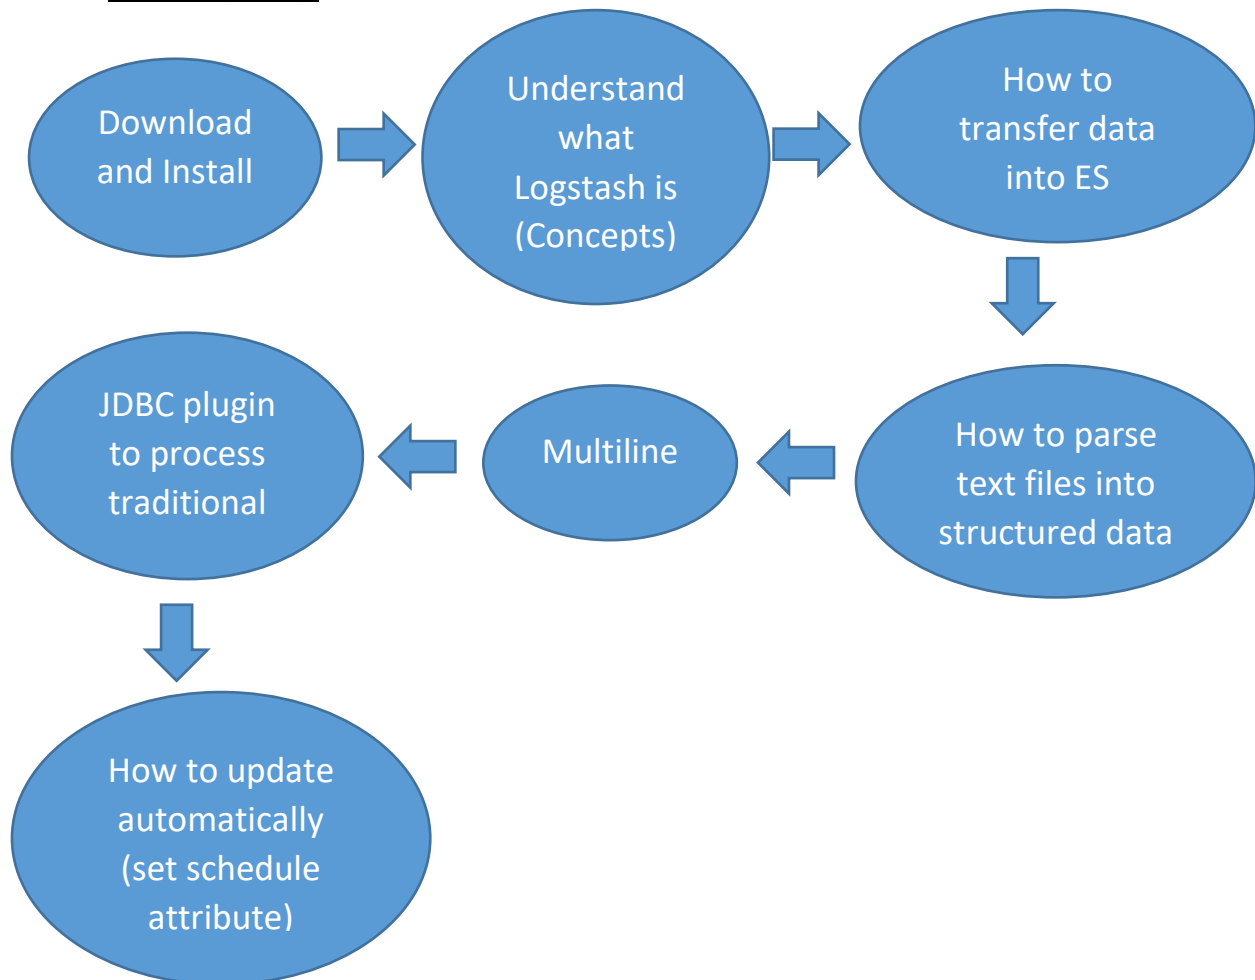 Download
and Install
Understand
what
Logstash is
(Concepts)
How to
transfer data
into ES
How to parse
text files into
structured data
Multiline
JDBC plugin
to process
traditional
How to update
automatically
(set schedule
attribute)